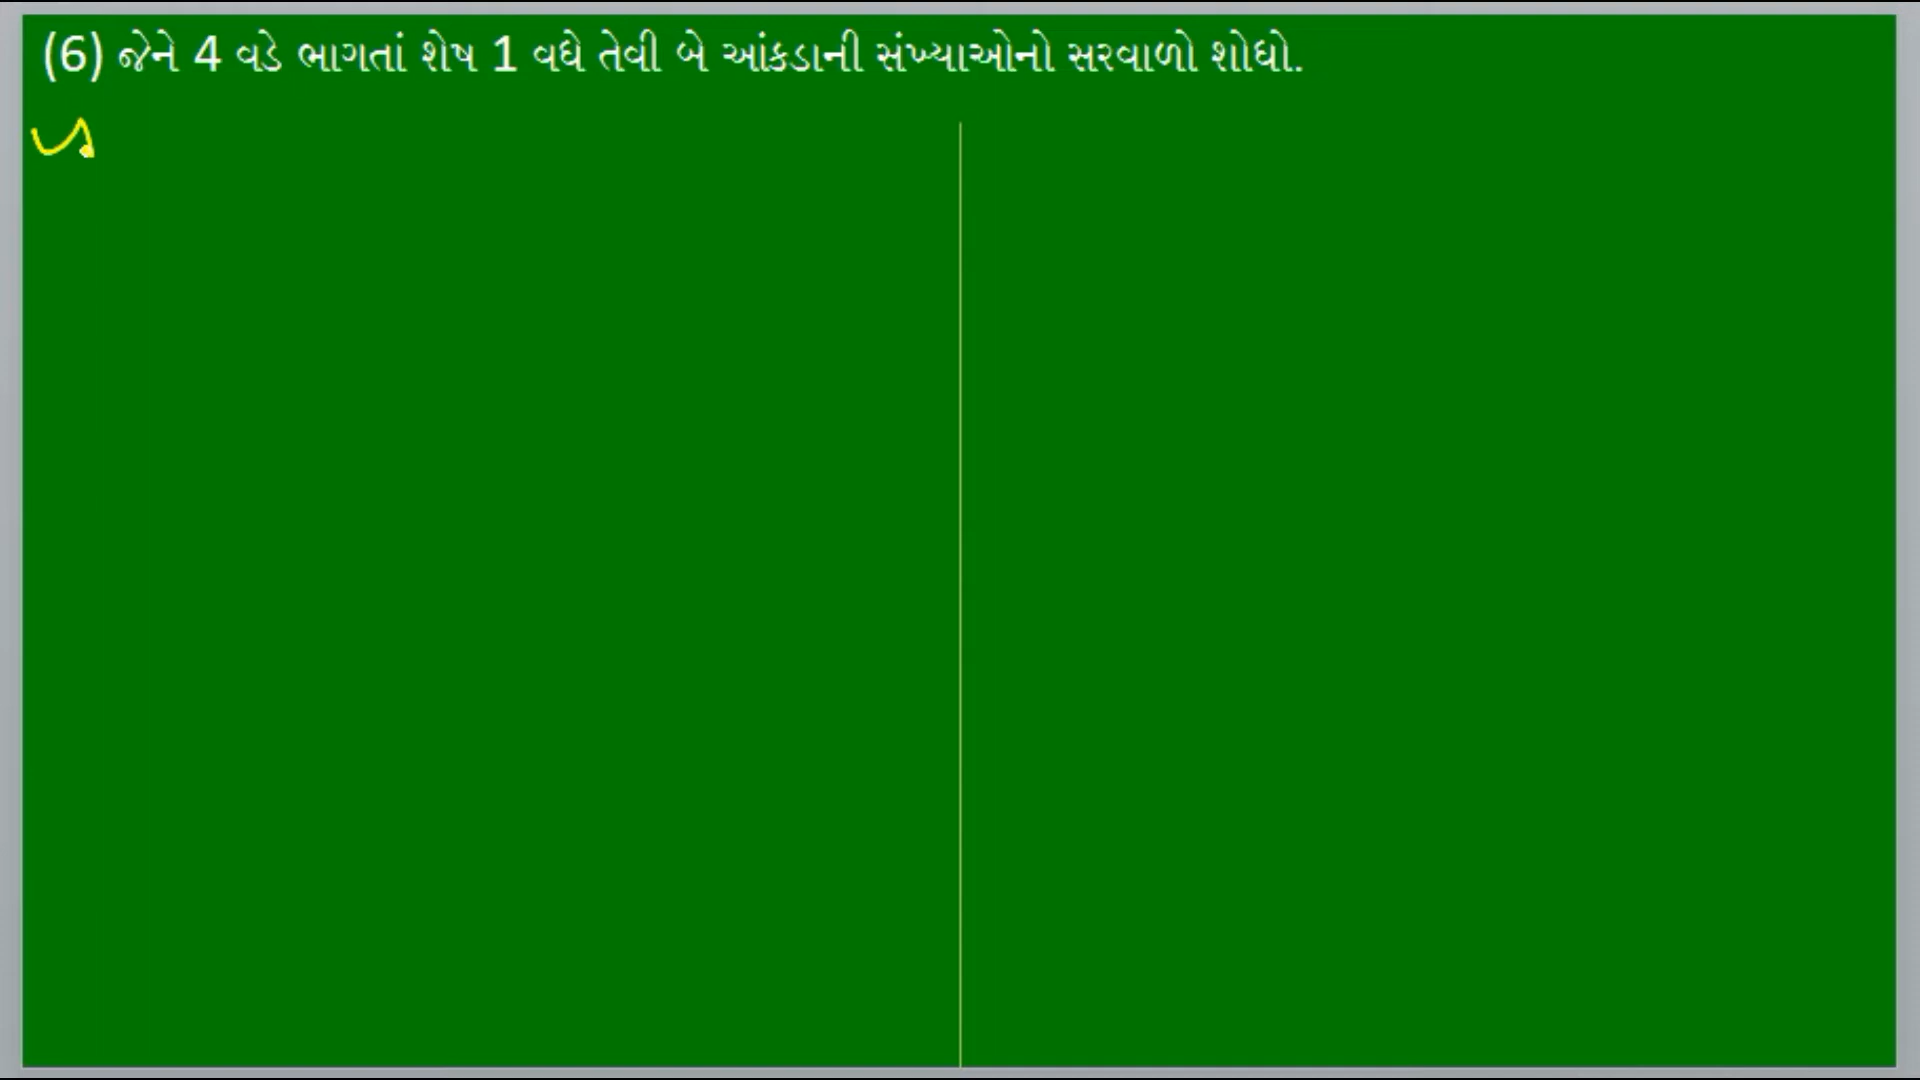 (6) જેને 4 વડે ભાગતાં શેષ 1 વધે તેવી બે આંકડાની સંખ્યાઓનો સરવાળો શોધો.